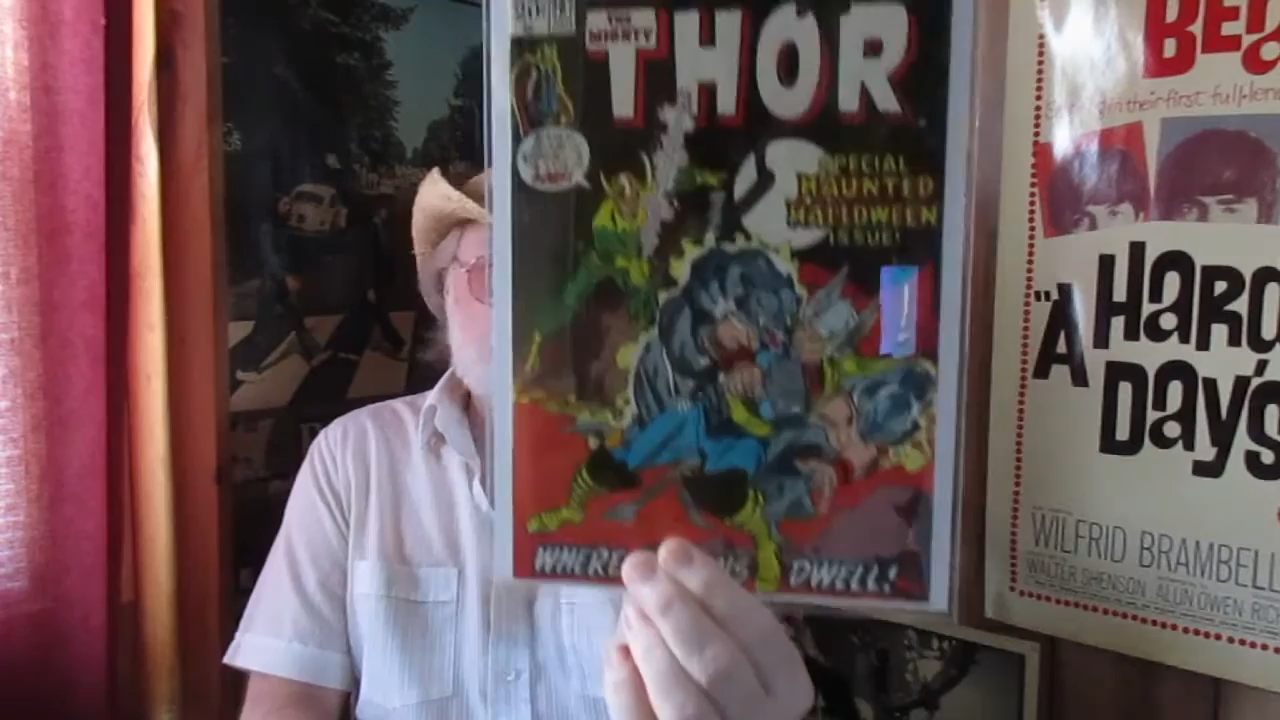 THE
MIGHTY
THOR
SPECIAL
HAUNTED
HALLOWEEN
ISSUE!
WHERE DWELL!
in their first full-len
"A HARD
DAY'S
WILFRID BRAMBELL
WALTER SHENSON ALUN OWEN